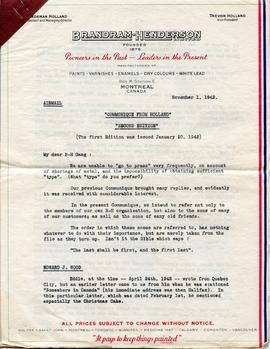 TREVOR HOLLAND
Vice-President
BRANDRAM-HENDERSON
FOUNDED
1875
Pioneers in the Past — Leaders in the Present
MANUFACTURERS OF
PAINTS - VARNISHES - ENAMELS - DRY COLOURS - WHITE LEAD
MONTREAL
CANADA
November 1, 1942.
AIRMAIL
"COMMUNIQUE FROM HOLLAND"
"SECOND EDITION"
(The first Edition was issued January 20, 1942)
My dear B-H Gang:
We are unable to "go to press" very frequently, on account
of shortage of metal, and the impossibility of obtaining sufficient
"type". (What "type" do you prefer?)
Our previous Communique brought many replies, and evidently
it was received with considerable interest.
In the present Communique, we intend to refer not only to
the members of our own B-H organization, but also to the sons of many
of our customers, as well as sons of many old friends.
The order in which these names are referred to, has nothing
whatever to do with their importance, but are merely taken from the
file as they turn up. Isn't it the Bible which says :
"The last shall be first, and the first last".
HOWARD J. WOOD
Eddie, at the time -- April 24th, 1942 -- wrote from Quebec
City, but an earlier letter came to us from him when he was stationed
"Somewhere in Canada" (his immediate address was then Halifax). In
this particular letter, which was dated February 1st, he mentioned
especially the Christmas Cake.
ALL PRICES SUBJECT TO CHANGE WITHOUT NOTICE.
"It pays to keep things painted"